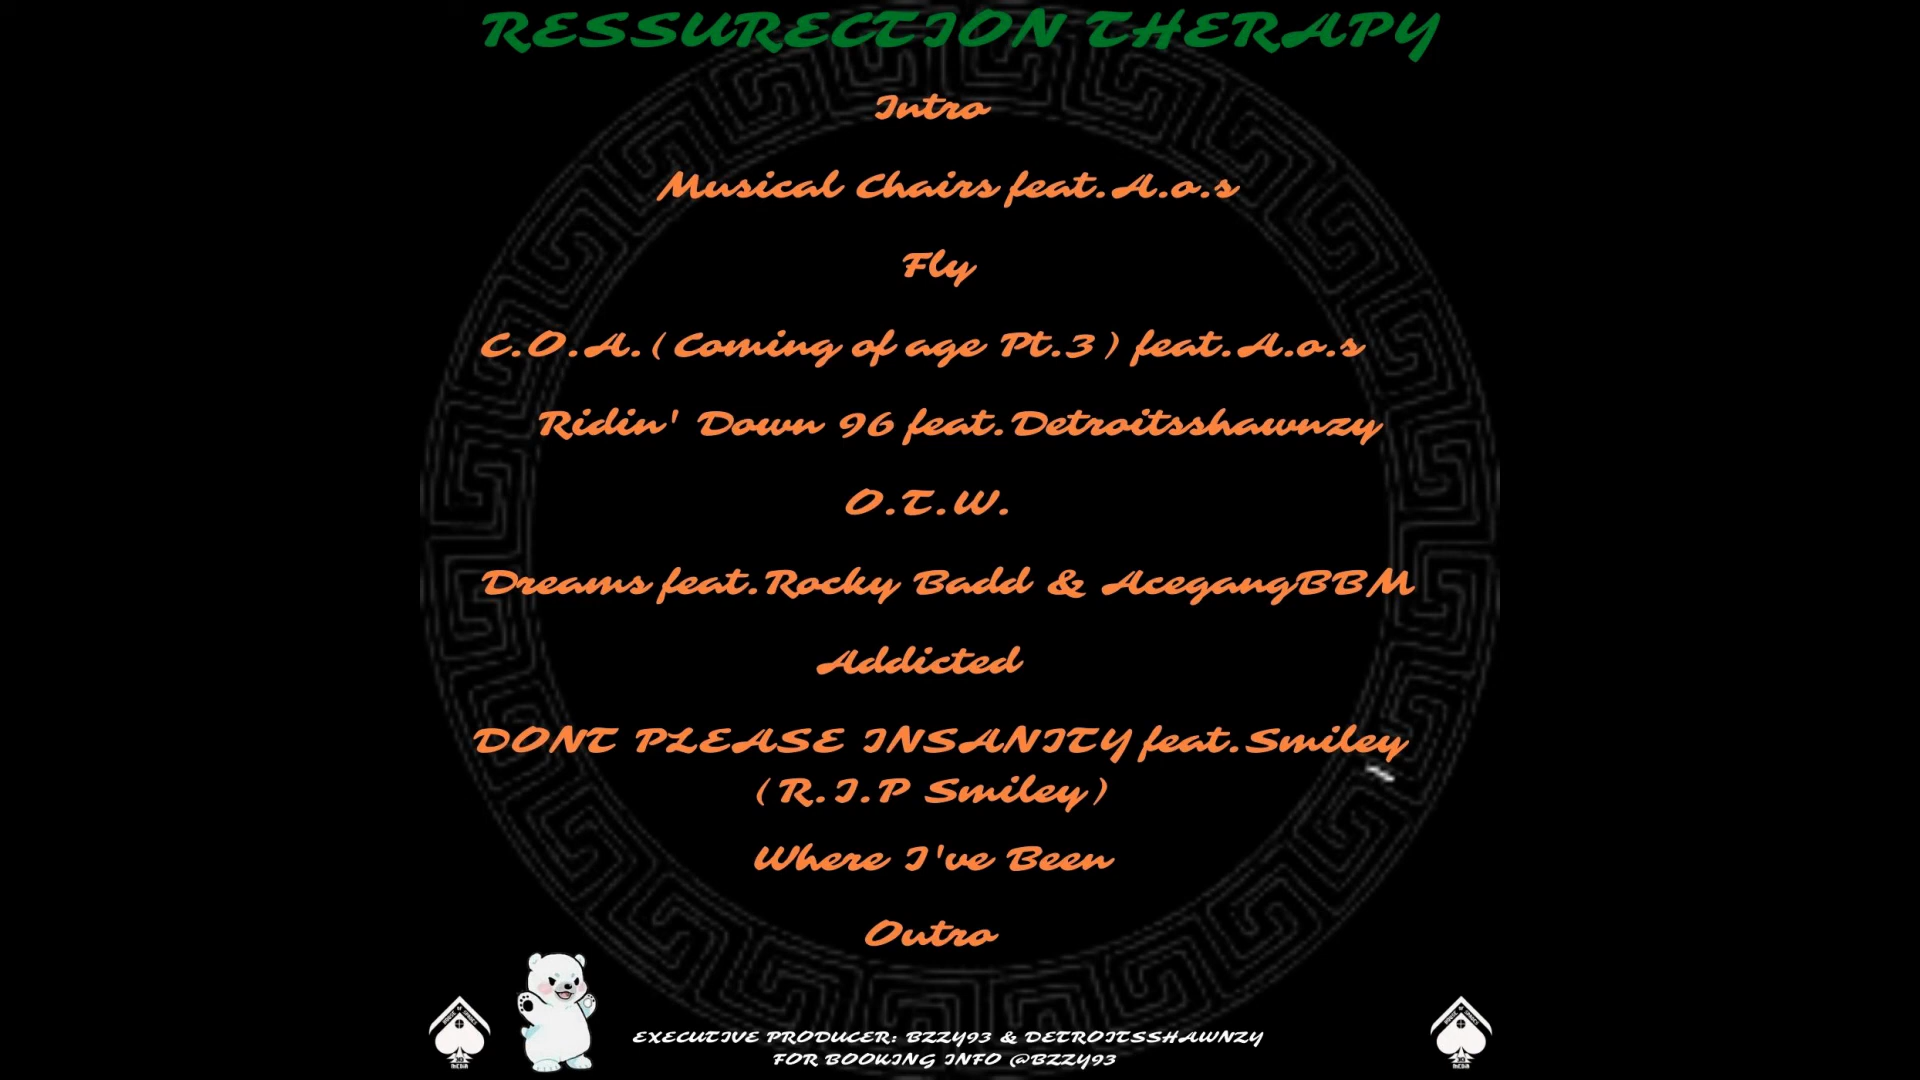 RESSURECTION THERAPY
Intro
Musical Chairs feat.A.o.s
Fly
C.O.A.(Coming of age Pt.3) feat.A.o.s
Ridin' Down 96 feat.Detroitsshawnzy
O.T.W.
Dreams feat.Rocky Badd & AcegangBBM
Addicted
DONT PLEASE INSANITY feat.Smiley
(R.I.P Smiley)
Where I've Been
Outro
EXECUTIVE PRODUCER: BZZY93 & DETROITSSHAWNZY
FOR BOOKING INFO @BZZY93